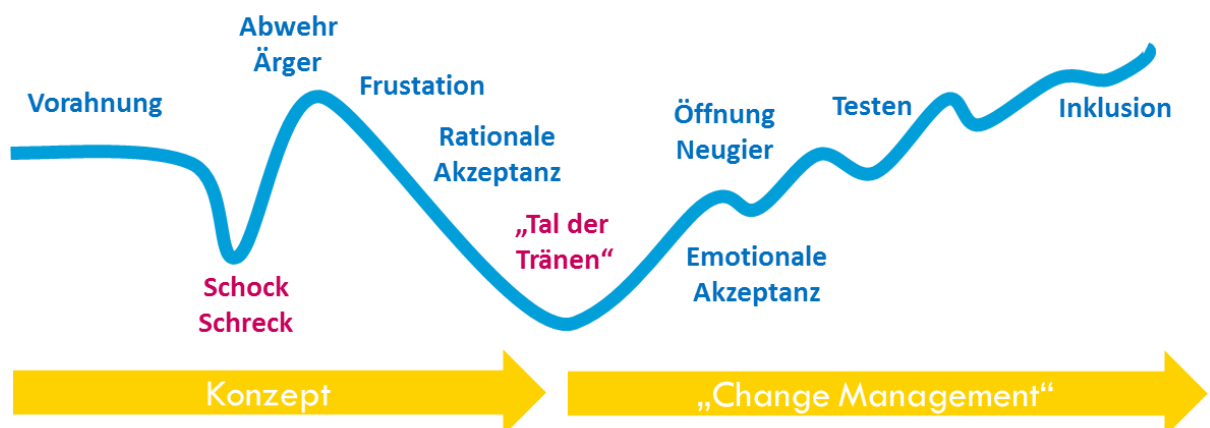 Vorahnung
Abwehr
Ärger
Frustation
Rationale
Akzeptanz
Schock
Schreck
„Tal der
Tränen“
Öffnung
Neugier
Emotionale
Akzeptanz
Testen
Inklusion
Konzept
„Change Management“